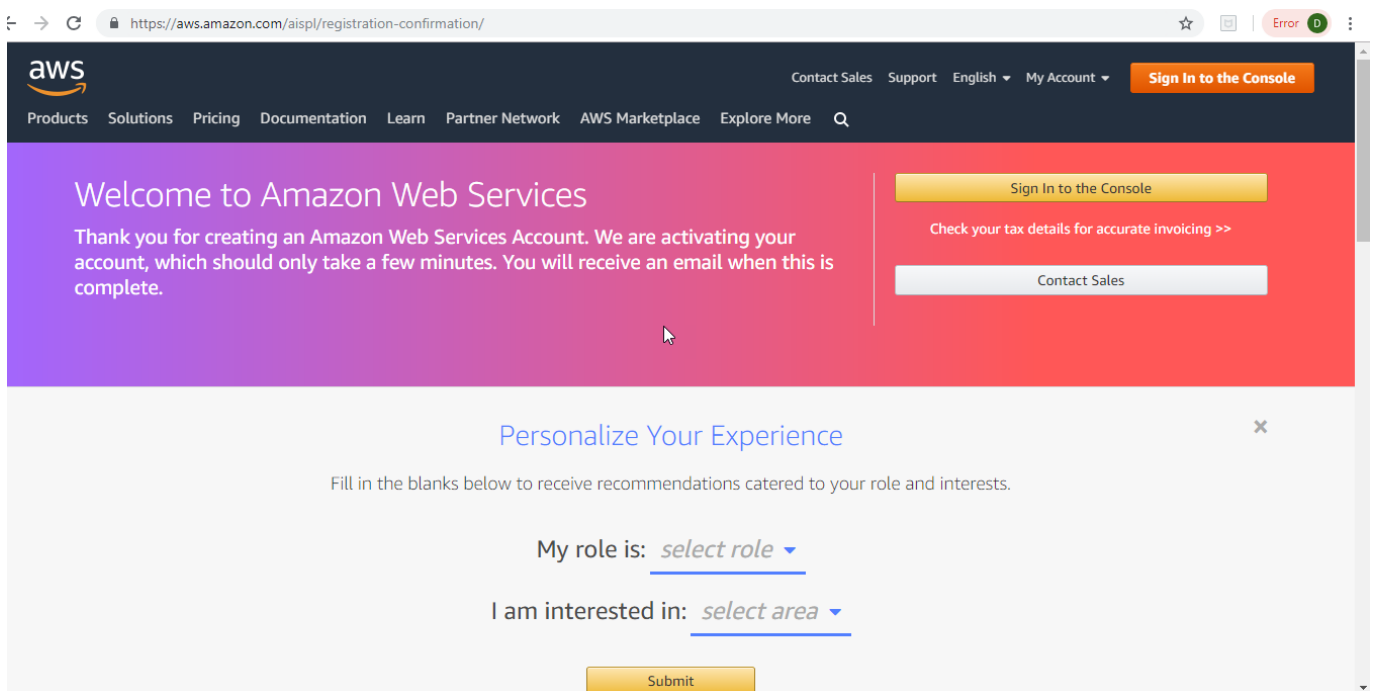 https://aws.amazon.com/aispl/registration-confirmation/
Error D
aws
Contact Sales Support English My Account Sign In to the Console
Products Solutions Pricing Documentation Learn Partner Network AWS Marketplace Explore More
Welcome to Amazon Web Services
Thank you for creating an Amazon Web Services Account. We are activating your
account, which should only take a few minutes. You will receive an email when this is
complete.
Sign In to the Console
Check your tax details for accurate invoicing >>
Contact Sales
Personalize Your Experience
Fill in the blanks below to receive recommendations catered to your role and interests.
My role is: select role
I am interested in: select area
Submit